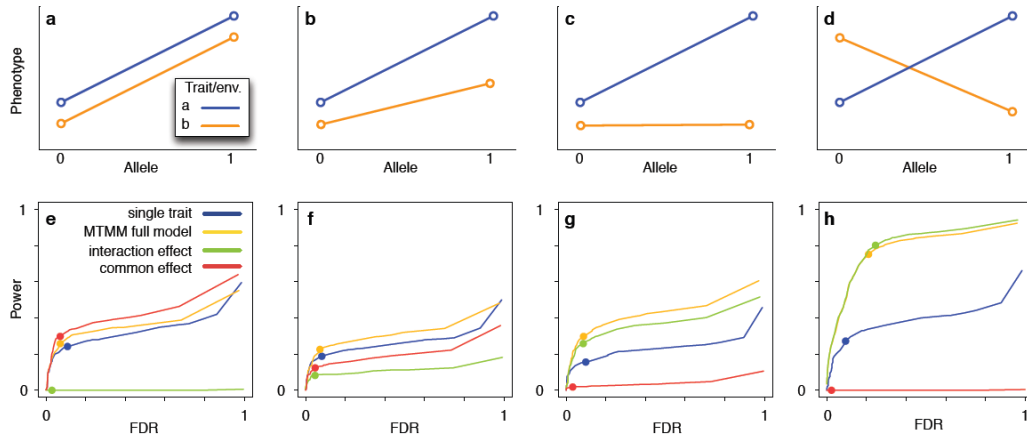 a
b
c
d
Phenotype
Trait/env.
a
b
0
1
0
1
0
1
0
1
Allele
Allele
Allele
Allele
1
e
1
f
1
g
1
h
single trait
MTMM full model
interaction effect
common effect
Power
0
0
0
0
0
1
0
1
0
1
0
1
FDR
FDR
FDR
FDR